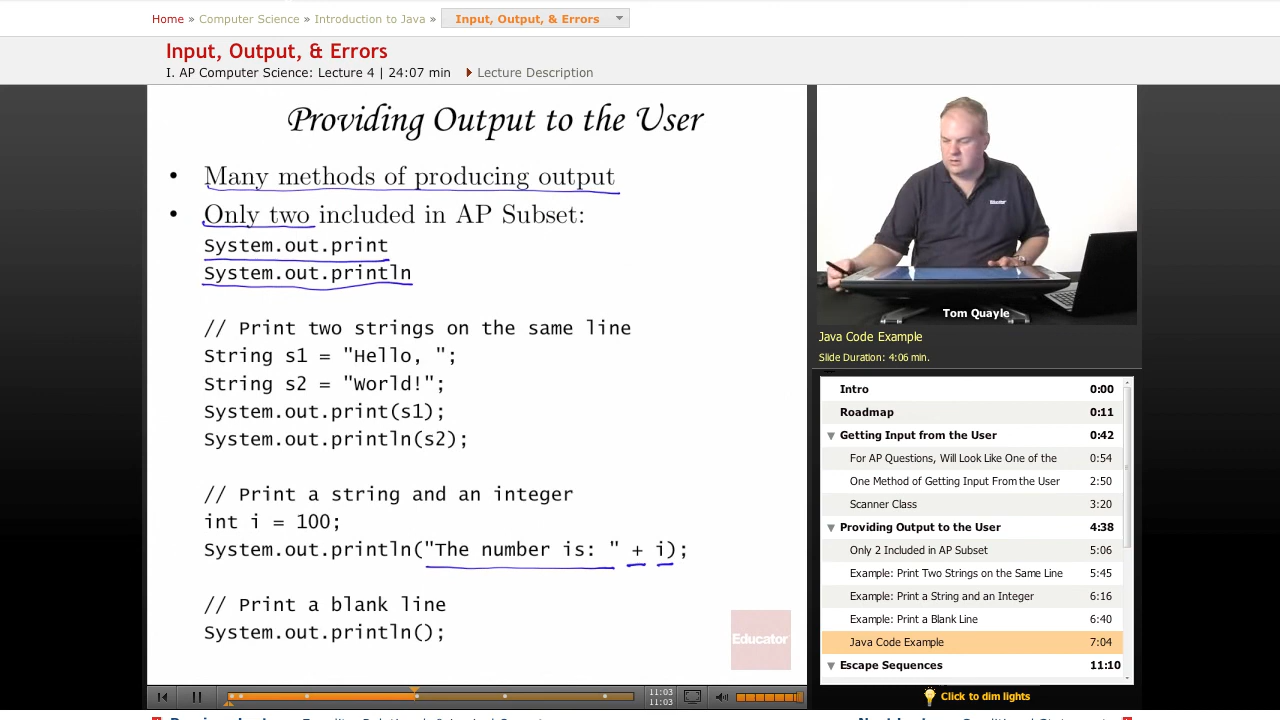 Home » Computer Science » Introduction to Java » Input, Output, & Errors
Input, Output, & Errors
I. AP Computer Science: Lecture 4 | 24:07 min Lecture Description
Providing Output to the User
• Many methods of producing output
• Only two included in AP Subset:
System.out.print
System.out.println
// Print two strings on the same line
String s1 = "Hello, ";
String s2 = "World!";
System.out.print(s1);
System.out.println(s2);
// Print a string and an integer
int i = 100;
System.out.println("The number is: " + i);
// Print a blank line
System.out.println();
Educator
Educator
Tom Quayle
Java Code Example
Slide Duration: 4:06 min.
Intro 0:00
Roadmap 0:11
Getting Input from the User 0:42
For AP Questions, Will Look Like One of the 0:54
One Method of Getting Input From the User 2:50
Scanner Class 3:20
Providing Output to the User 4:38
Only 2 Included in AP Subset 5:06
Example: Print Two Strings on the Same Line 5:45
Example: Print a String and an Integer 6:16
Example: Print a Blank Line 6:40
Java Code Example 7:04
Escape Sequences 11:10
11:03
11:03
Click to dim lights